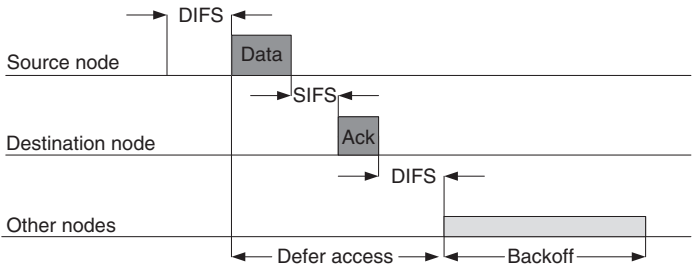 DIFS
Data
Source node
SIFS
Ack
Destination node
DIFS
Other nodes
Defer access
Backoff